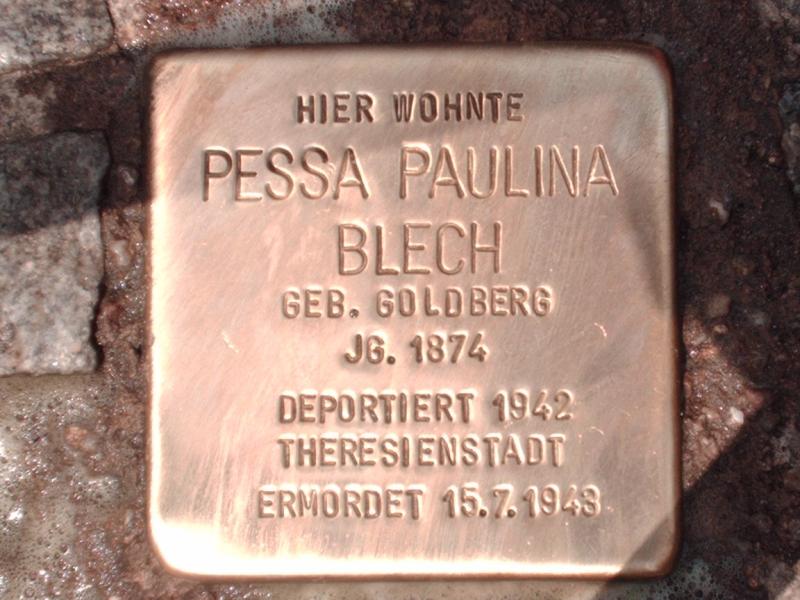 HIER WOHNTE
PESSA PAULINA
BLECH
GEB. GOLDBERG
JG. 1874
DEPORTIERT 1942
THERESIENSTADT
ERMORDET 15.7.1943